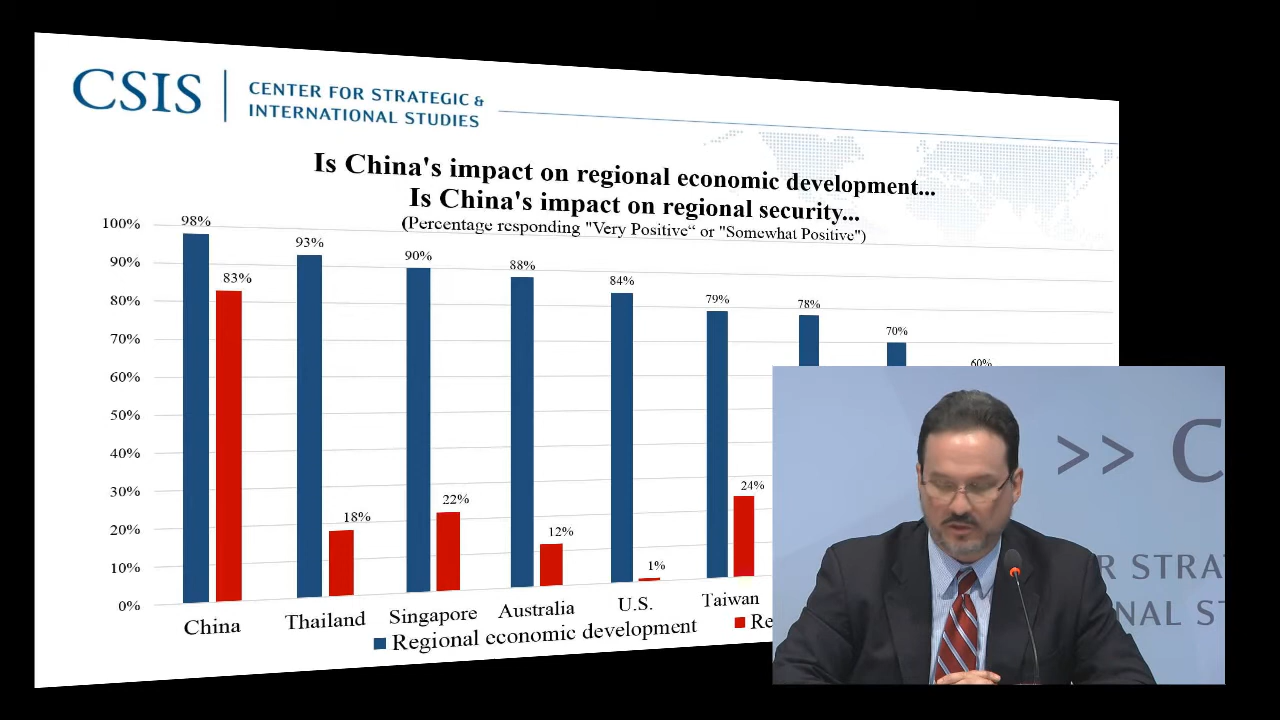 CSIS
CENTER FOR STRATEGIC &
INTERNATIONAL STUDIES
Is China's impact on regional economic development...
Is China's impact on regional security...
(Percentage responding "Very Positive“ or "Somewhat Positive")
100%
90%
80%
70%
60%
50%
40%
30%
20%
10%
0%
98%
83%
93%
18%
90%
22%
88%
12%
84%
1%
79%
24%
78%
70%
60%
China
Thailand
Singapore
Australia
U.S.
Taiwan
Regional economic development
Re
>> C
R STRA
NAL ST